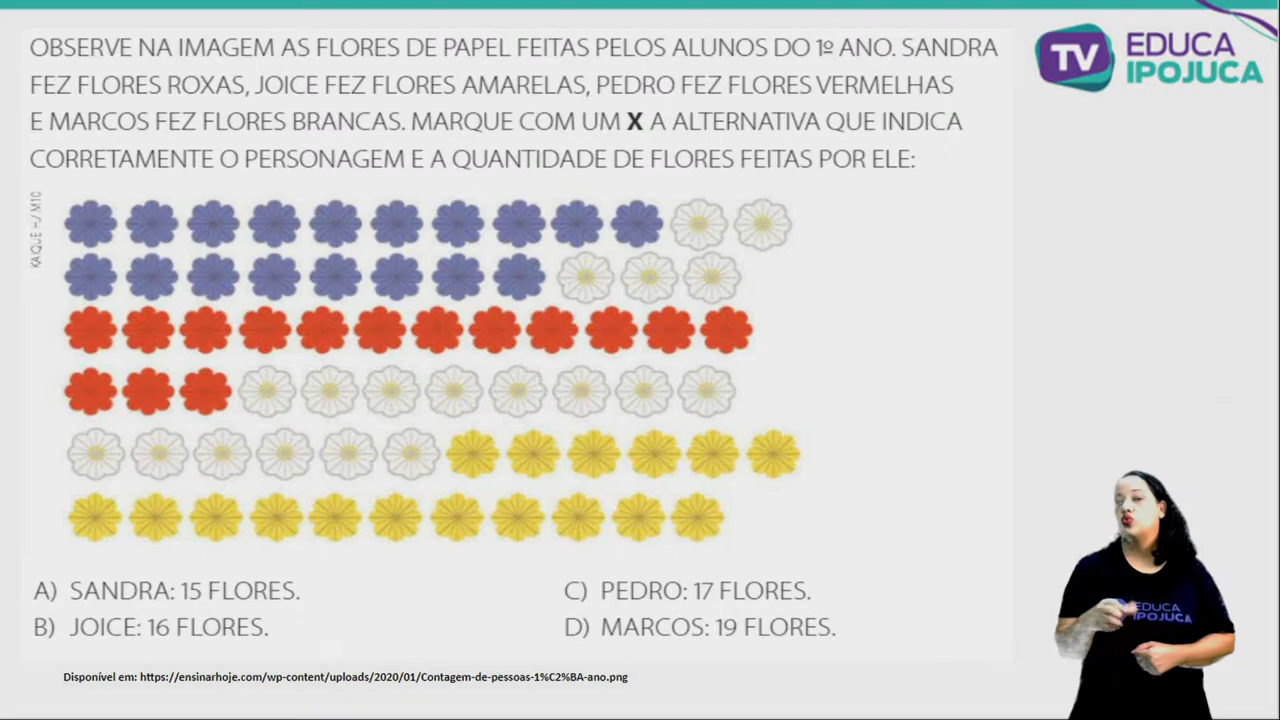 OBSERVE NA IMAGEM AS FLORES DE PAPEL FEITAS PELOS ALUNOS DO 1º ANO. SANDRA
FEZ FLORES ROXAS, JOICE FEZ FLORES AMARELAS, PEDRO FEZ FLORES VERMELHAS
E MARCOS FEZ FLORES BRANCAS. MARQUE COM UM X A ALTERNATIVA QUE INDICA
CORRETAMENTE O PERSONAGEM E A QUANTIDADE DE FLORES FEITAS POR ELE:
TV EDUCA
IPOJUCA
KAIQUE H./ M10
A) SANDRA: 15 FLORES.
B) JOICE: 16 FLORES.
C) PEDRO: 17 FLORES.
D) MARCOS: 19 FLORES.
EDUCA
IPOJUCA
Disponível em: https://ensinarhoje.com/wp-content/uploads/2020/01/Contagem-de-pessoas-1%C2%BA-ano.png